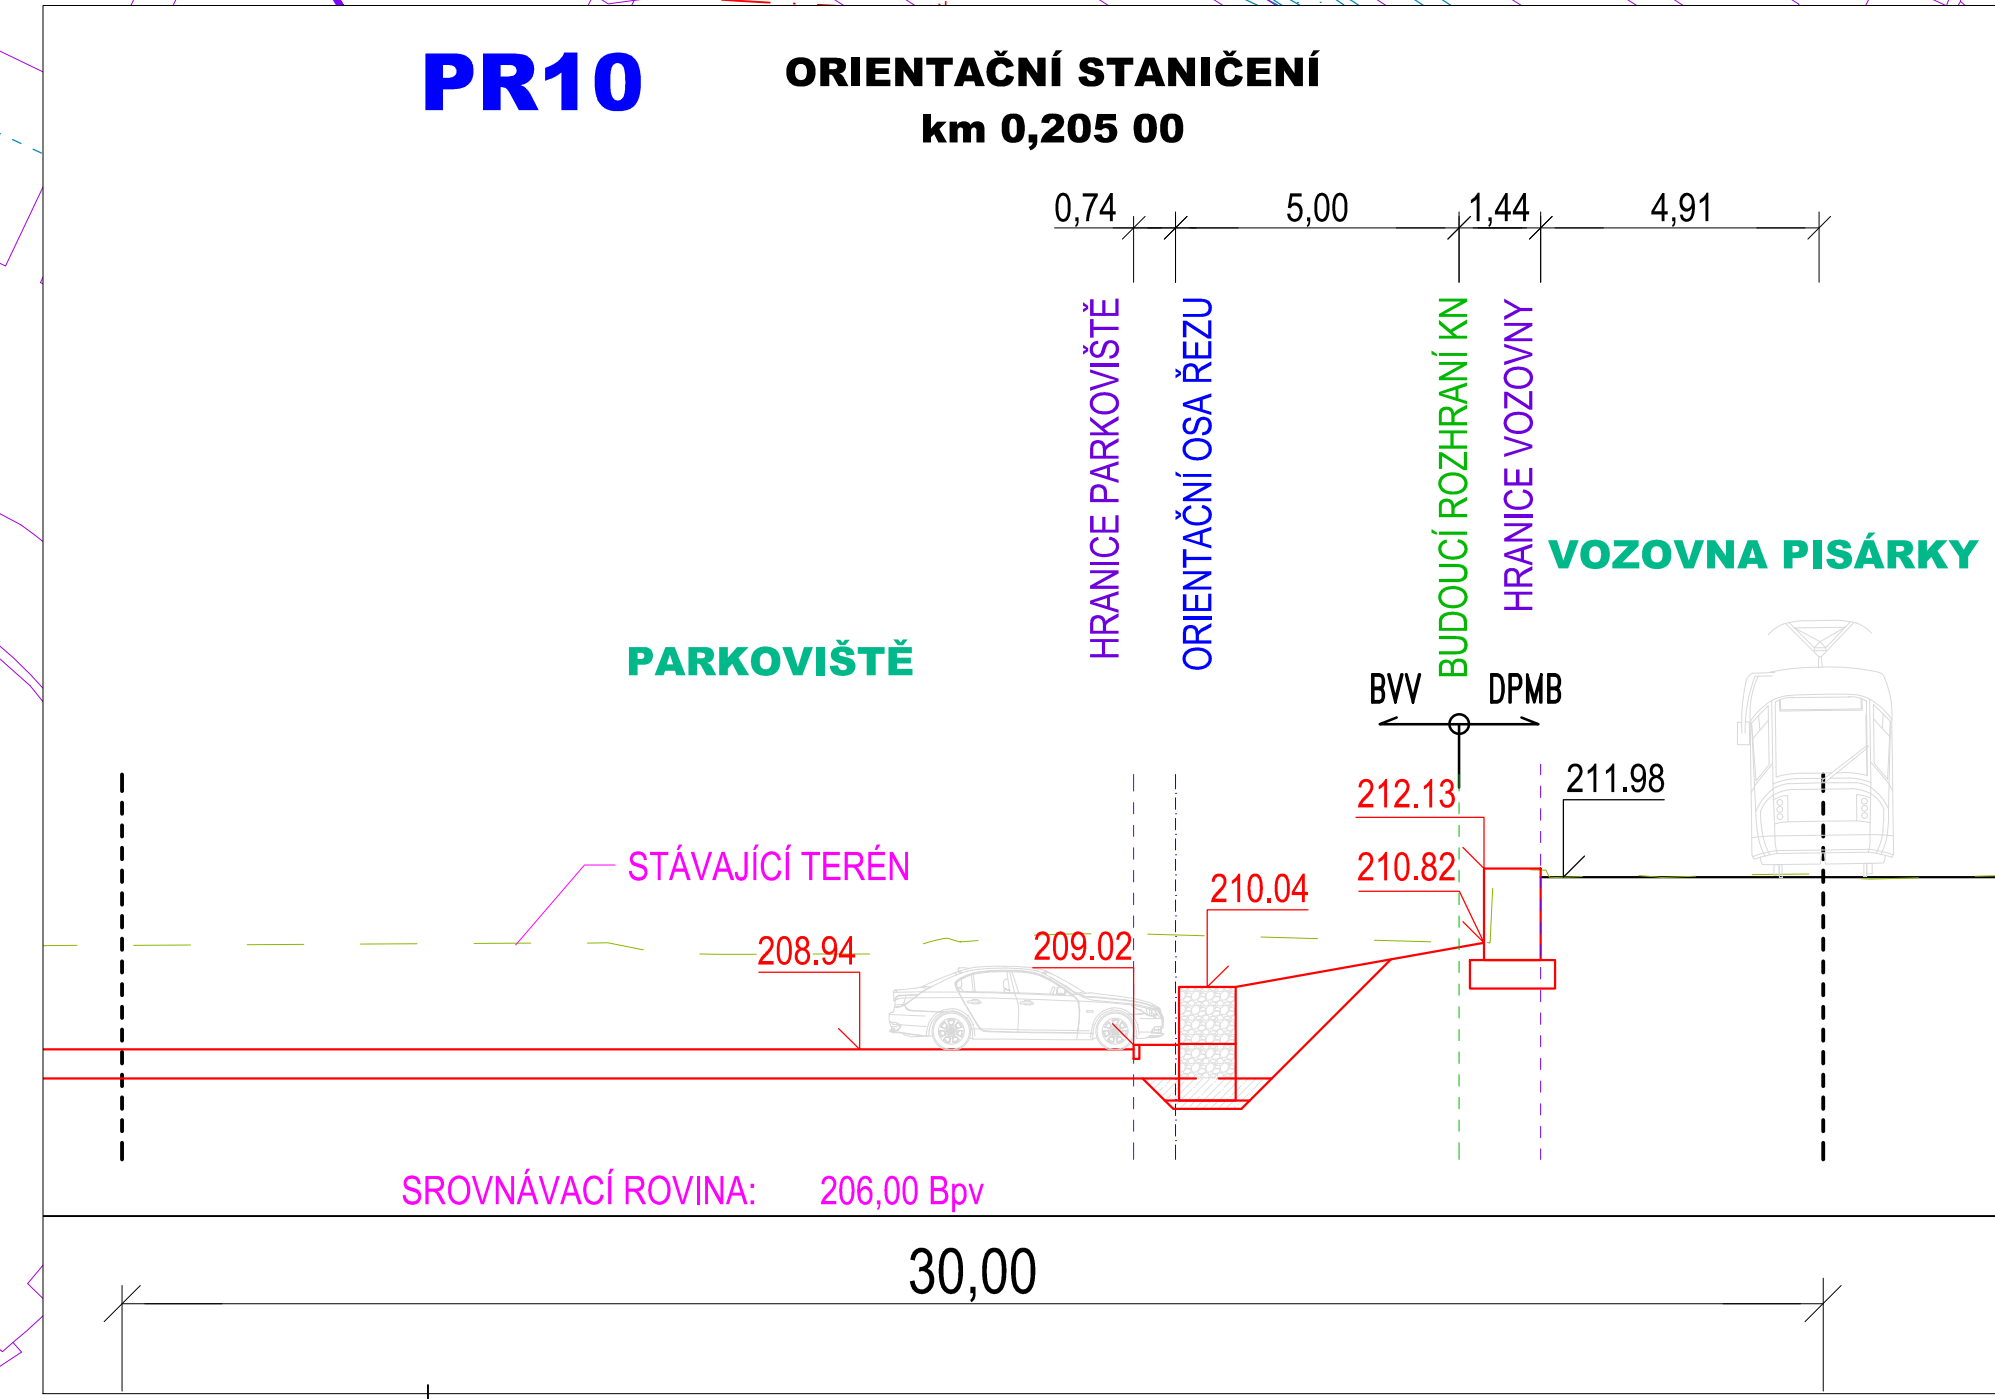 PR10
ORIENTAČNÍ STANIČENÍ
km 0,205 00
0,74
5,00
1,44
4,91
HRANICE PARKOVIŠTĚ
ORIENTAČNÍ OSA ŘEZU
BUDOUCÍ ROZHRANÍ KN
HRANICE VOZOVNY
VOZOVNA PISÁRKY
PARKOVIŠTĚ
BVV
DPMB
212.13
211.98
STÁVAJÍCÍ TERÉN
210.82
210.04
208.94
209.02
SROVNÁVACÍ ROVINA: 206,00 Bpv
30,00